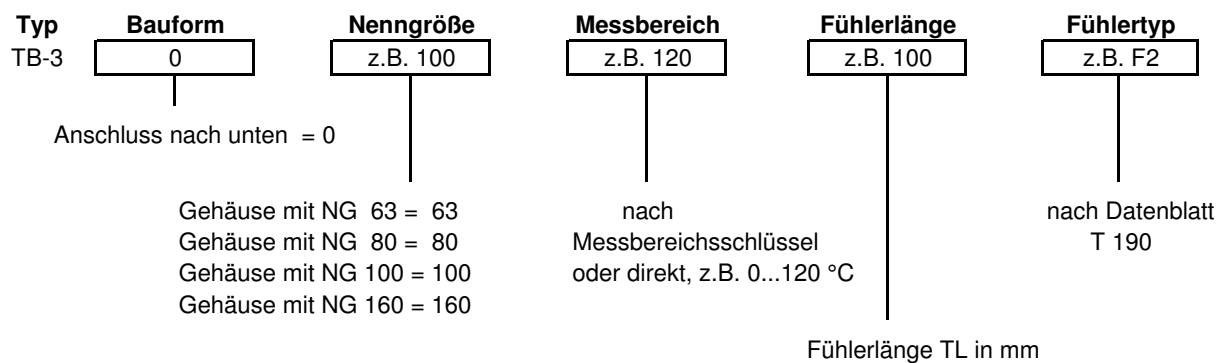 Typ Bauform Nenngröße Messbereich Fühlerlänge Fühlertyp
TB-3 0 z.B. 100 z.B. 120 z.B. 100 z.B. F2
Anschluss nach unten = 0
Gehäuse mit NG 63 = 63 nach nach Datenblatt
Gehäuse mit NG 80 = 80 Messbereichsschlüssel T 190
Gehäuse mit NG 100 = 100 oder direkt, z.B. 0...120 °C
Gehäuse mit NG 160 = 160
Fühlerlänge TL in mm